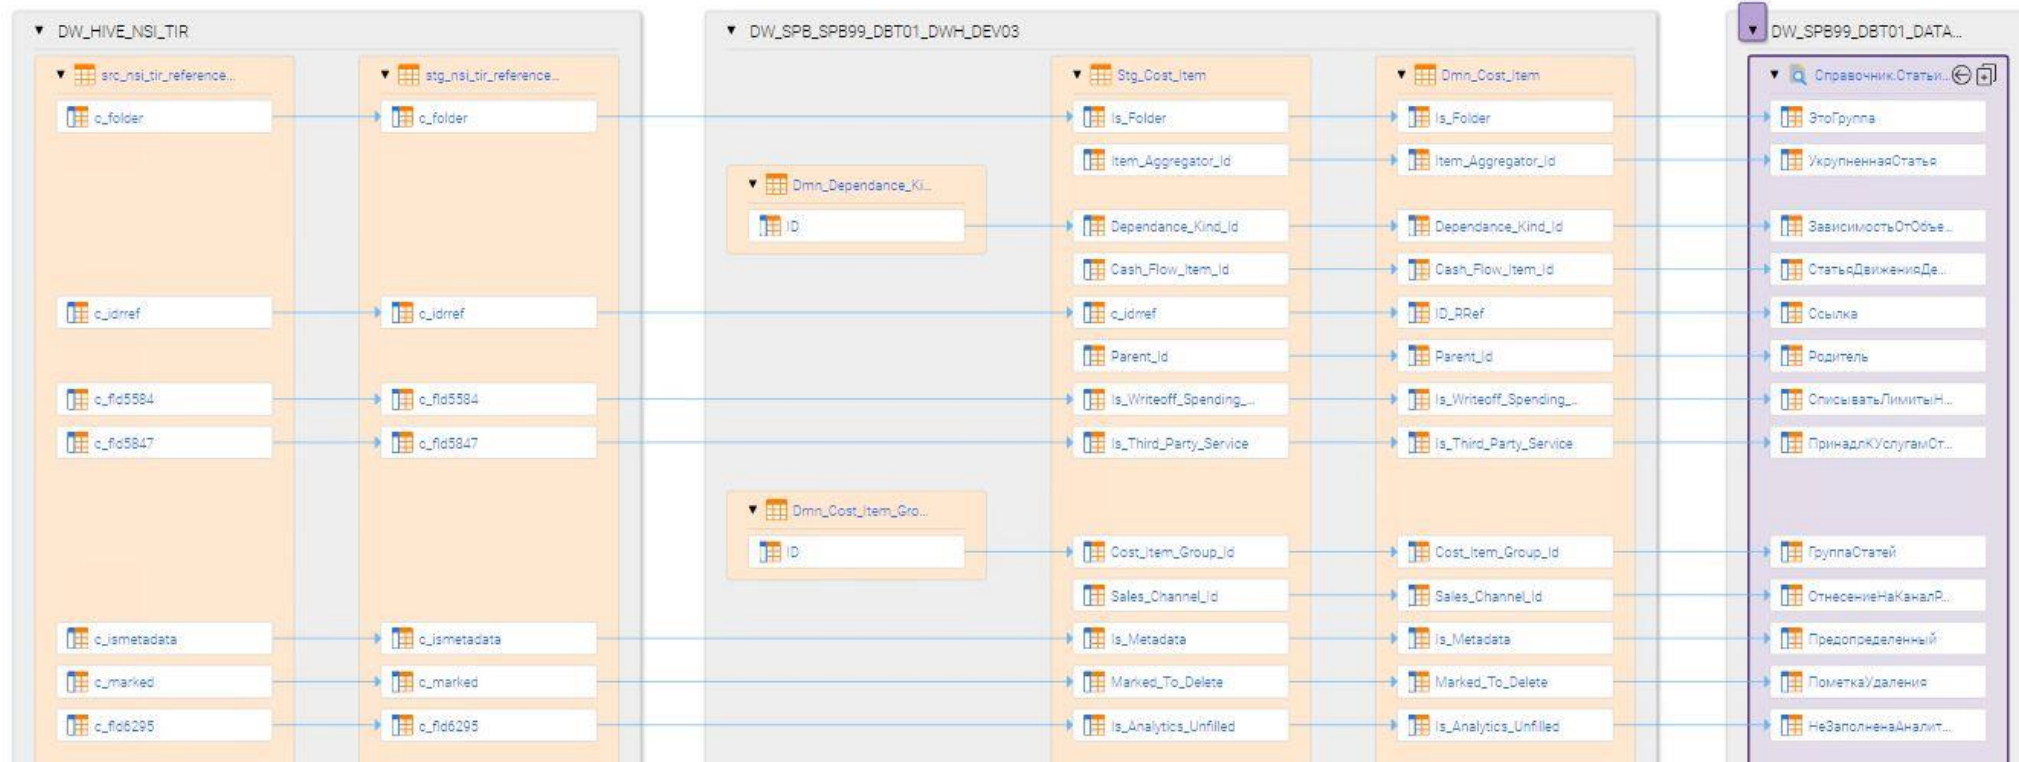 DW_HIVE_NSI_TIR
src_nsi_tir_reference...
c_folder
c_idrref
c_fld5584
c_fld5847
c_ismetadata
c_marked
c_fld6295
stg_nsi_tir_reference...
c_folder
c_idrref
c_fld5584
c_fld5847
c_ismetadata
c_marked
c_fld6295
DW_SPB_SPB99_DBT01_DWH_DEV03
Dmn_Dependance_Ki...
ID
Dmn_Cost_Item_Gro...
ID
Stg_Cost_Item
Is_Folder
Item_Aggregator_Id
Dependance_Kind_Id
Cash_Flow_Item_Id
c_idrref
Parent_Id
Is_Writeoff_Spending_...
Is_Third_Party_Service
Cost_Item_Group_Id
Sales_Channel_Id
Is_Metadata
Marked_To_Delete
Is_Analytics_Unfilled
Dmn_Cost_Item
Is_Folder
Item_Aggregator_Id
Dependance_Kind_Id
Cash_Flow_Item_Id
ID_RRef
Parent_Id
Is_Writeoff_Spending_...
Is_Third_Party_Service
Cost_Item_Group_Id
Sales_Channel_Id
Is_Metadata
Marked_To_Delete
Is_Analytics_Unfilled
DW_SPB99_DBT01_DATA...
Справочник.Статьи...
ЭтоГруппа
УкрупненнаяСтатья
ЗависимостьОтОбъе...
СтатьяДвиженияДе...
Ссылка
Родитель
СписыватьЛимитыН...
ПринадлКУслугамСт...
ГруппаСтатей
ОтнесениеНаКаналР...
Предопределенный
ПометкаУдаления
НеЗаполненаАналит...